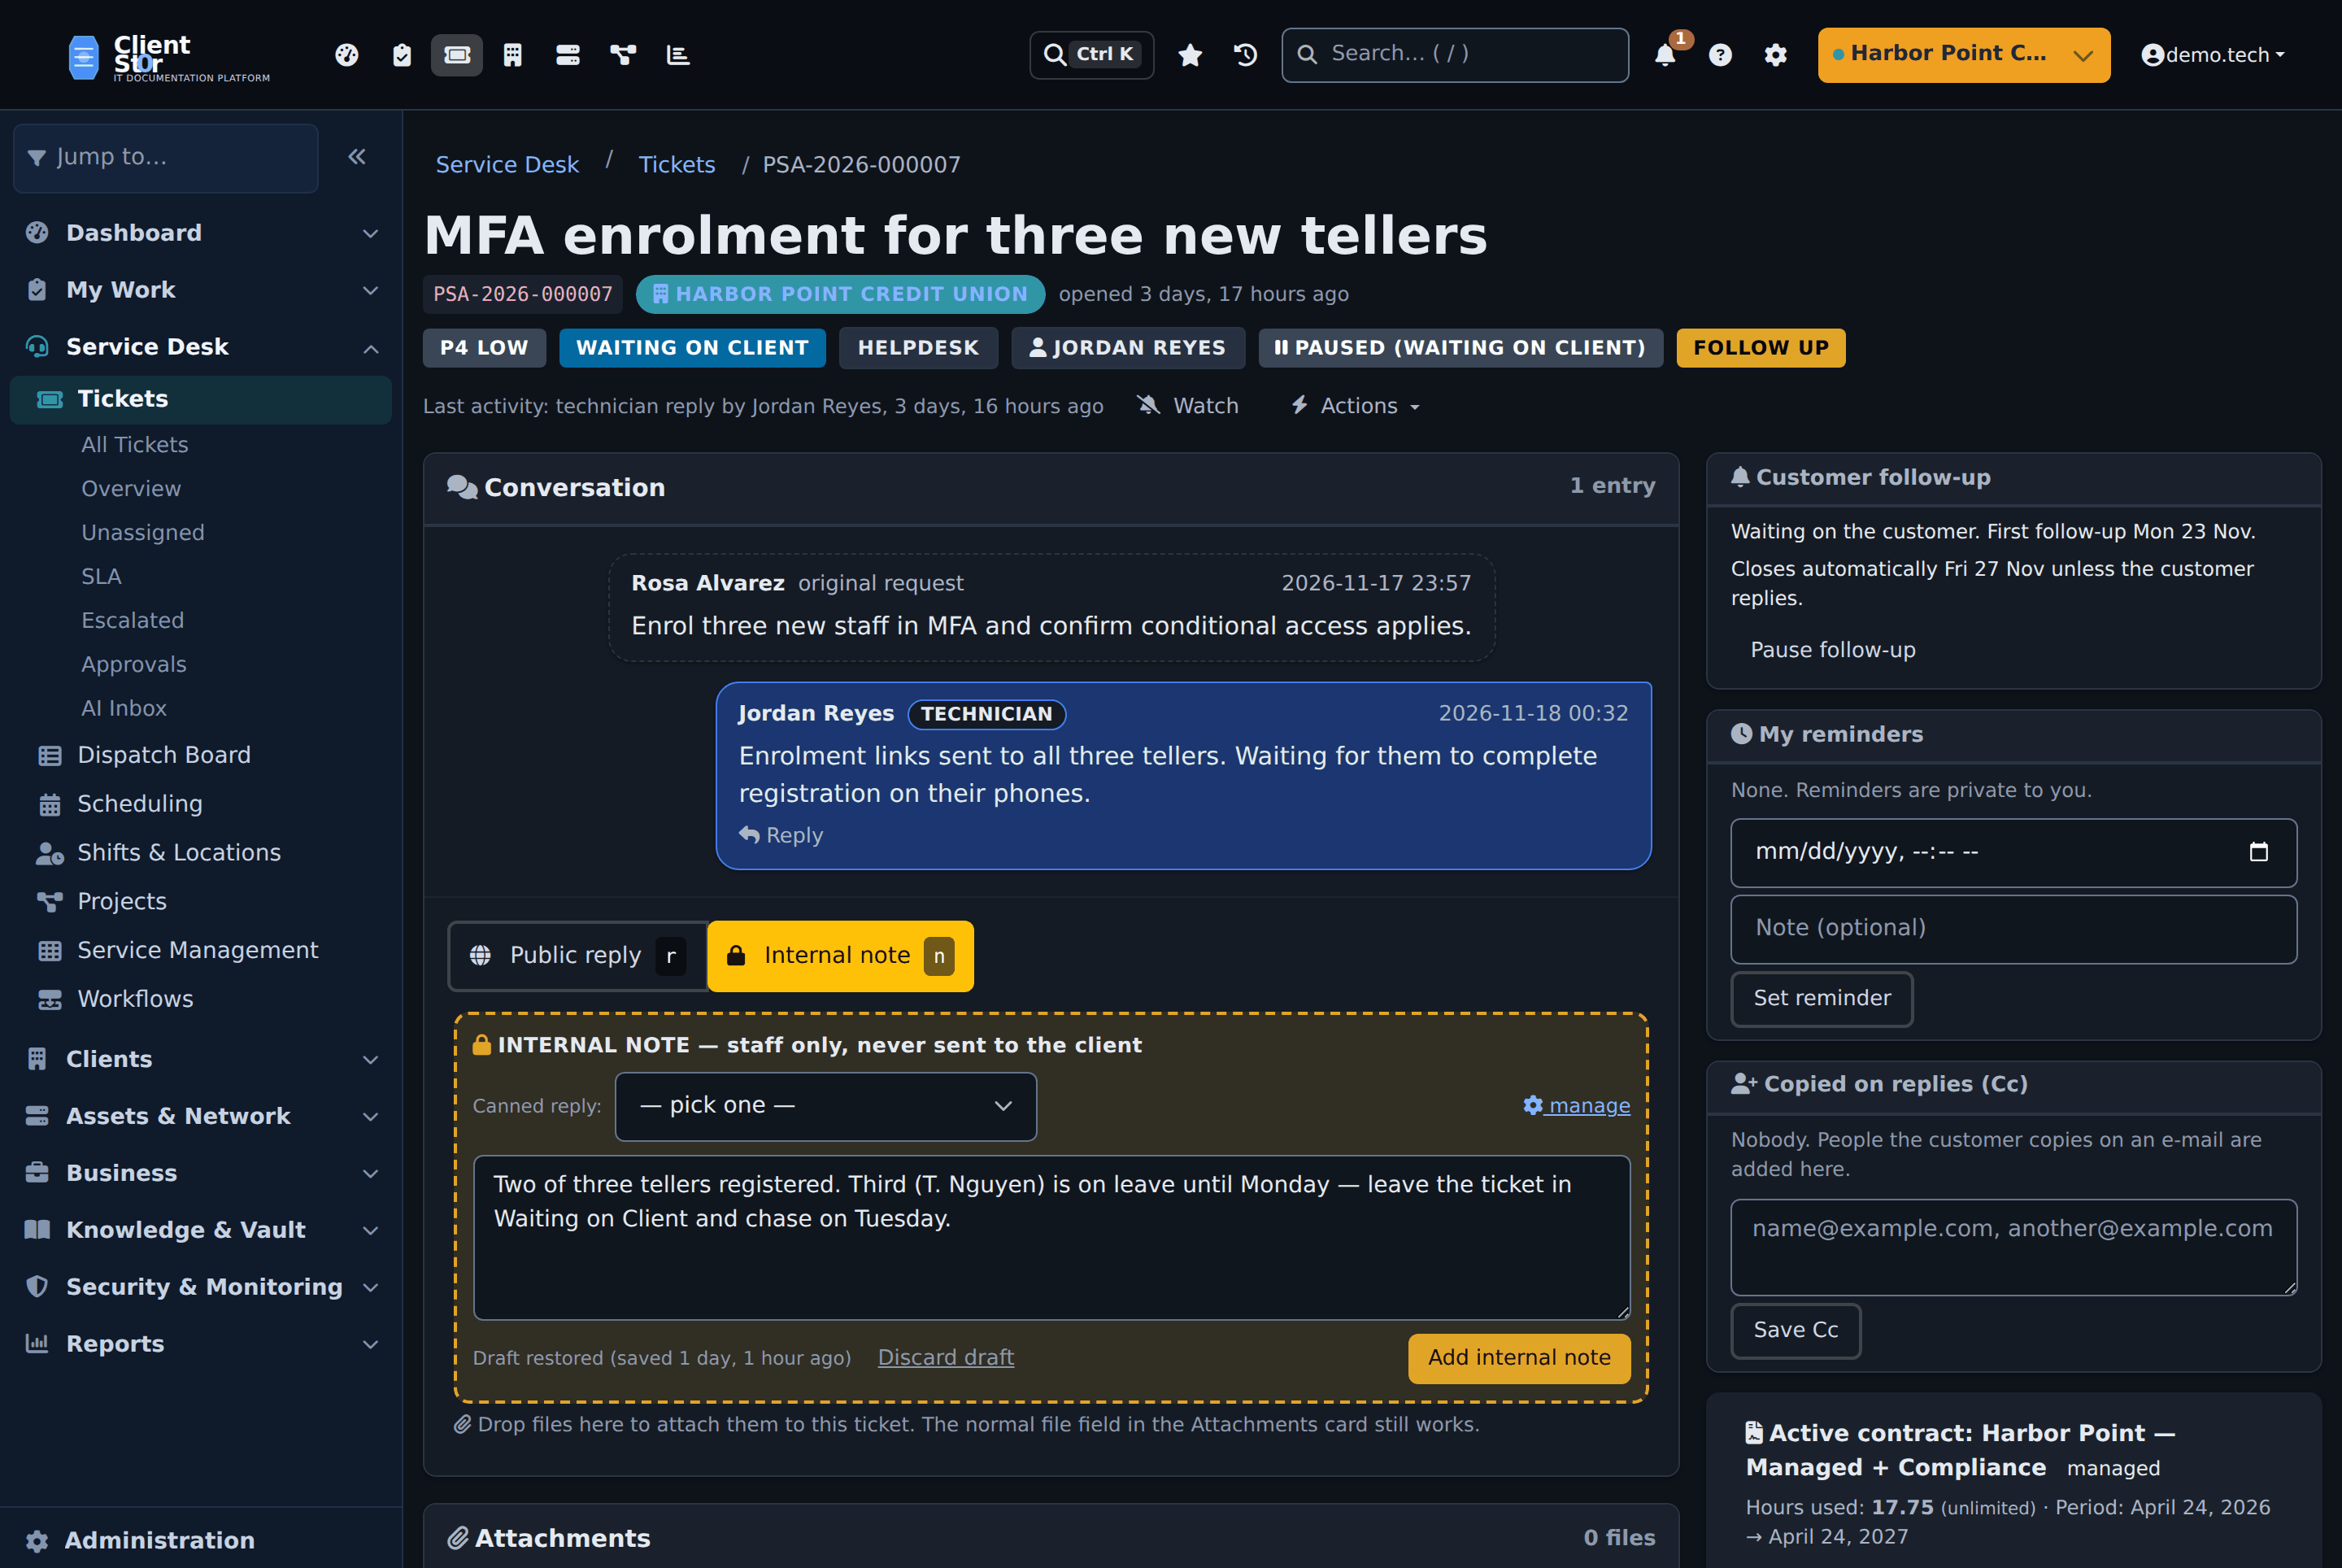 Client
St0r
IT DOCUMENTATION PLATFORM
Ctrl K
Search… ( / )
1
Harbor Point C…
demo.tech
Jump to…
Dashboard
My Work
Service Desk
Tickets
All Tickets
Overview
Unassigned
SLA
Escalated
Approvals
AI Inbox
Dispatch Board
Scheduling
Shifts & Locations
Projects
Service Management
Workflows
Clients
Assets & Network
Business
Knowledge & Vault
Security & Monitoring
Reports
Administration
Service Desk / Tickets / PSA-2026-000007
MFA enrolment for three new tellers
PSA-2026-000007 HARBOR POINT CREDIT UNION opened 3 days, 17 hours ago
P4 LOW WAITING ON CLIENT HELPDESK JORDAN REYES PAUSED (WAITING ON CLIENT) FOLLOW UP
Last activity: technician reply by Jordan Reyes, 3 days, 16 hours ago Watch Actions
Conversation 1 entry
Rosa Alvarez original request 2026-11-17 23:57
Enrol three new staff in MFA and confirm conditional access applies.
Jordan Reyes TECHNICIAN 2026-11-18 00:32
Enrolment links sent to all three tellers. Waiting for them to complete
registration on their phones.
Reply
Public reply r Internal note n
INTERNAL NOTE — staff only, never sent to the client
Canned reply: — pick one — manage
Two of three tellers registered. Third (T. Nguyen) is on leave until Monday — leave the ticket in
Waiting on Client and chase on Tuesday.
Draft restored (saved 1 day, 1 hour ago) Discard draft Add internal note
Drop files here to attach them to this ticket. The normal file field in the Attachments card still works.
Attachments 0 files
Customer follow-up
Waiting on the customer. First follow-up Mon 23 Nov.
Closes automatically Fri 27 Nov unless the customer
replies.
Pause follow-up
My reminders
None. Reminders are private to you.
mm/dd/yyyy, --:-- --
Note (optional)
Set reminder
Copied on replies (Cc)
Nobody. People the customer copies on an e-mail are
added here.
name@example.com, another@example.com
Save Cc
Active contract: Harbor Point —
Managed + Compliance managed
Hours used: 17.75 (unlimited) · Period: April 24, 2026
→ April 24, 2027